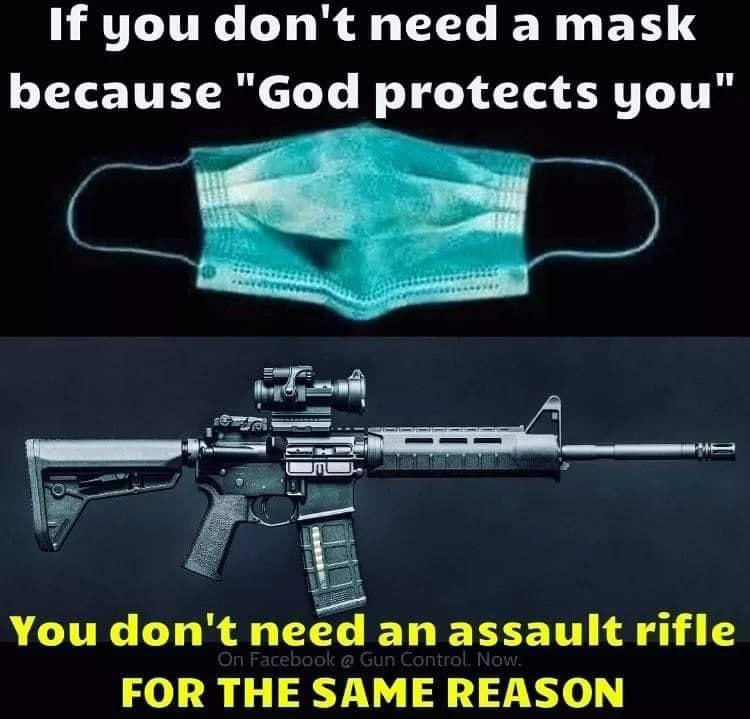 If you don't need a mask
because "God protects you"
You don't need an assault rifle
On Facebook @ Gun Control. Now.
FOR THE SAME REASON